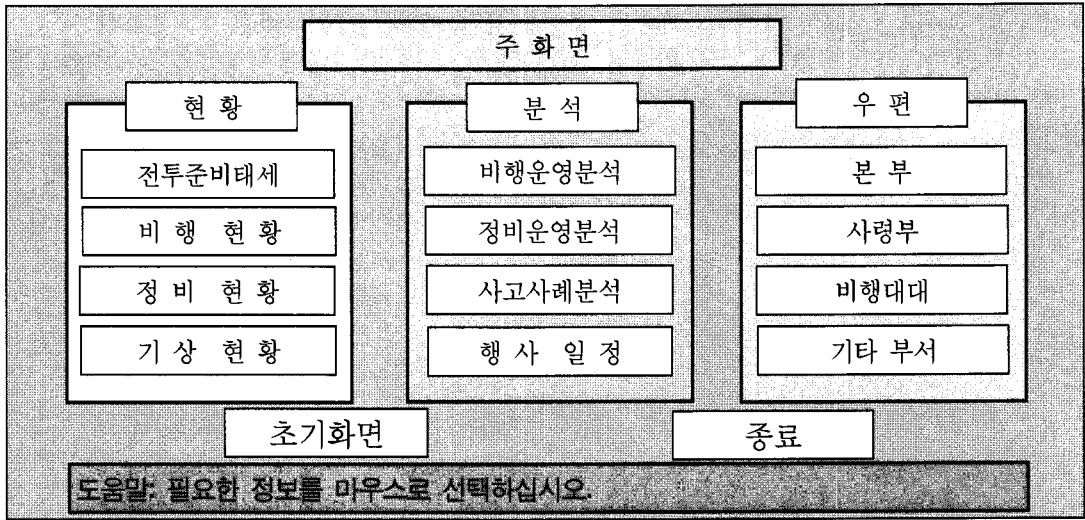 주 화 면
현 황
전투준비태세
비 행 현 황
정 비 현 황
기 상 현 황
분 석
비행운영분석
정비운영분석
사고사례분석
행 사 일 정
우 편
본 부
사령부
비행대대
기타 부서
초기화면
종료
도움말: 필요한 정보를 마우스로 선택하십시오.